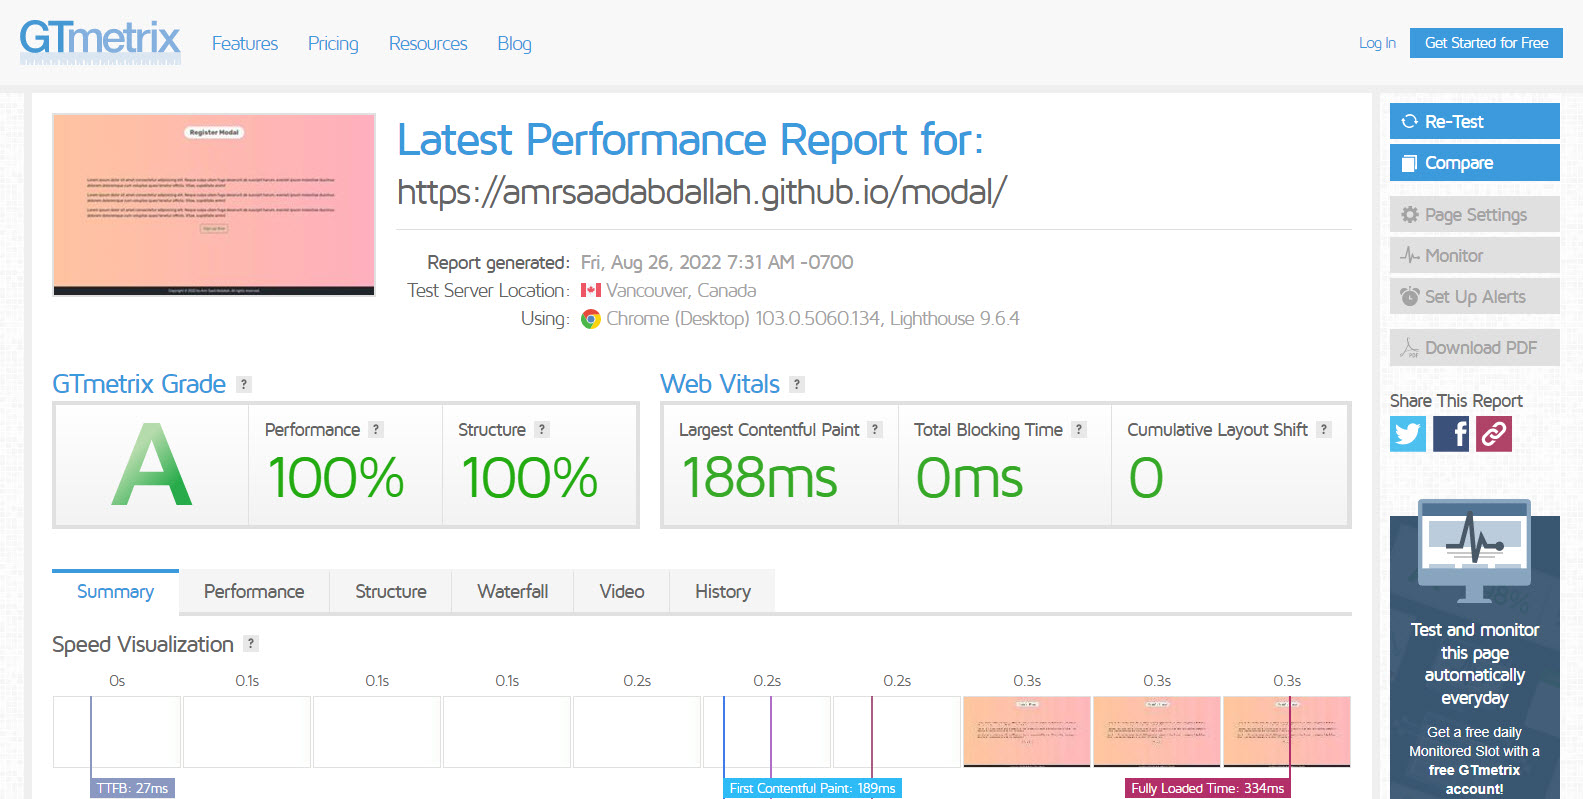 GTmetrix
Features Pricing Resources Blog
Log In Get Started for Free
Register Modal
Latest Performance Report for:
https://amrsaadabdallah.github.io/modal/
Report generated: Fri, Aug 26, 2022 7:31 AM -0700
Test Server Location: Vancouver, Canada
Using: Chrome (Desktop) 103.0.5060.134, Lighthouse 9.6.4
Re-Test
Compare
Page Settings
Monitor
Set Up Alerts
Download PDF
Share This Report
GTmetrix Grade ?
A
Performance ?
100%
Structure ?
100%
Web Vitals ?
Largest Contentful Paint ?
188ms
Total Blocking Time ?
0ms
Cumulative Layout Shift ?
0
Summary Performance Structure Waterfall Video History
Speed Visualization ?
0s 0.1s 0.1s 0.1s 0.2s 0.2s 0.2s 0.3s 0.3s 0.3s
TTFB: 27ms
First Contentful Paint: 189ms
Fully Loaded Time: 334ms
Test and monitor
this page
automatically
everyday
Get a free daily
Monitored Slot with a
free GTmetrix
account!